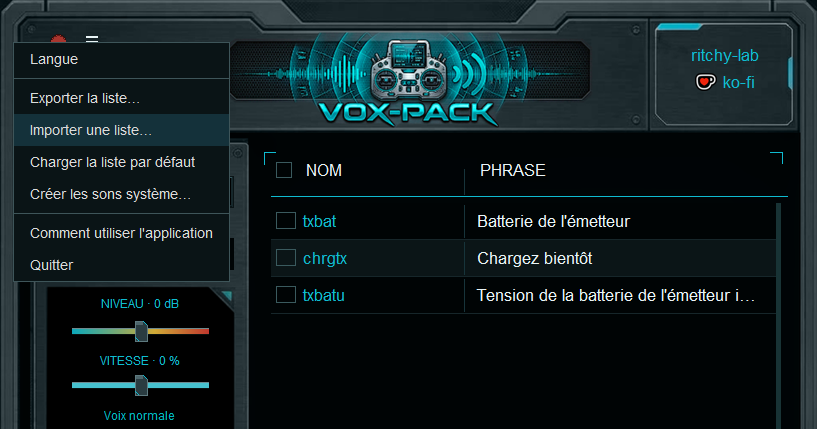 Langue
Exporter la liste…
Importer une liste…
Charger la liste par défaut
Créer les sons système…
Comment utiliser l'application
Quitter
VOX-PACK
ritchy-lab
ko-fi
NIVEAU · 0 dB
VITESSE · 0 %
Voix normale
NOM PHRASE
txbat Batterie de l'émetteur
chrgtx Chargez bientôt
txbatu Tension de la batterie de l'émetteur i…